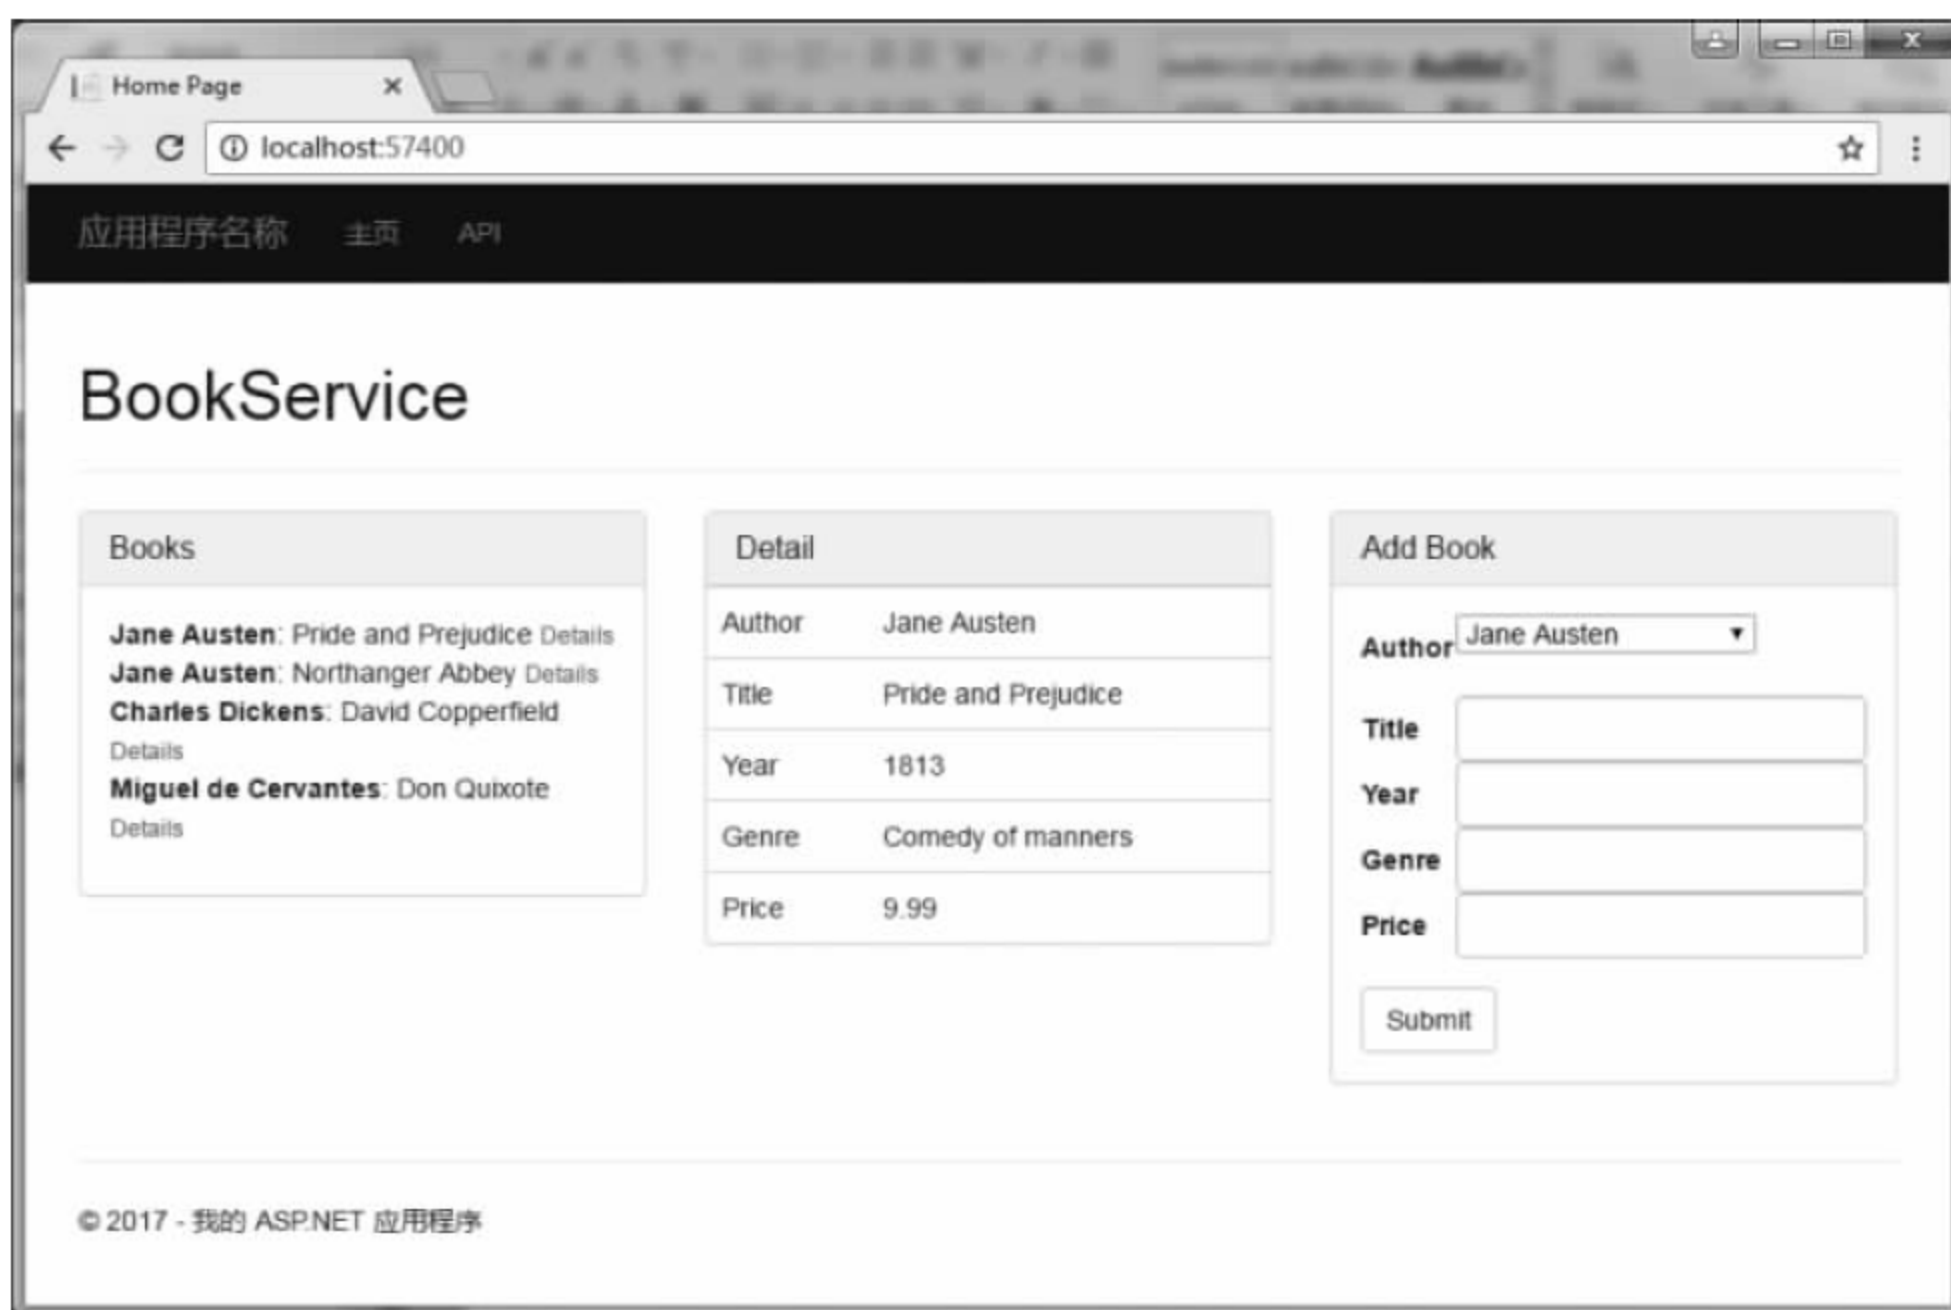 Home Page
localhost:57400
应用程序名称 主页 API
BookService
Books
Jane Austen: Pride and Prejudice Details
Jane Austen: Northanger Abbey Details
Charles Dickens: David Copperfield
Details
Miguel de Cervantes: Don Quixote
Details
Detail
Author Jane Austen
Title Pride and Prejudice
Year 1813
Genre Comedy of manners
Price 9.99
Add Book
Author Jane Austen
Title
Year
Genre
Price
Submit
© 2017 - 我的 ASP.NET 应用程序